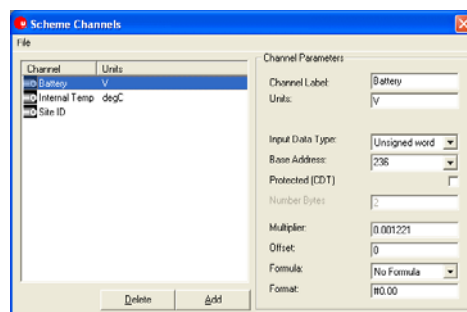 Scheme Channels
File
Channel Units
Battery V
Internal Temp degC
Site ID
Delete Add
Channel Parameters
Channel Label: Battery
Units: V
Input Data Type: Unsigned word
Base Address: 236
Protected (CDT)
Number Bytes 2
Multiplier: 0.001221
Offset: 0
Formula: No Formula
Format: #0.00